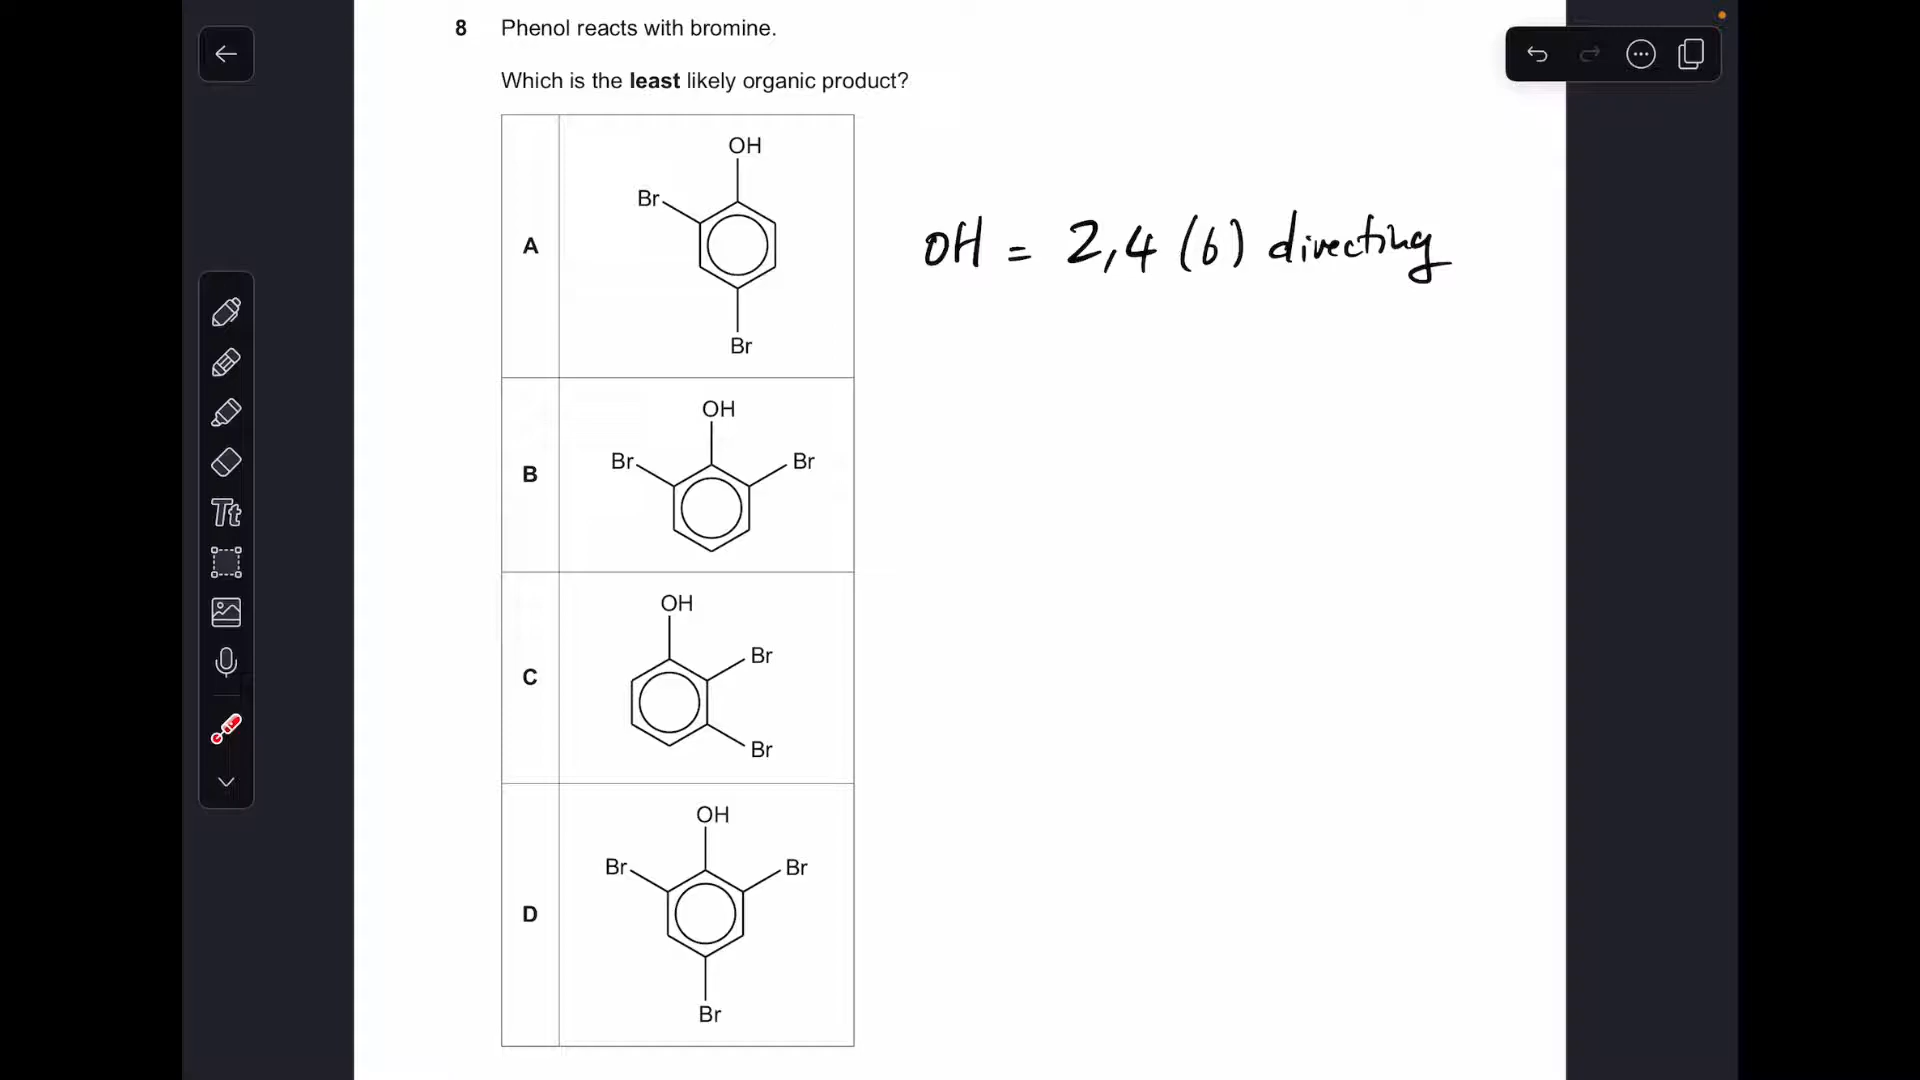 8 Phenol reacts with bromine.
Which is the least likely organic product?
OH
Br
A
Br
OH = 2,4 (6) directing
OH
Br Br
B
OH
Br
C
Br
OH
Br Br
D
Br
Tt